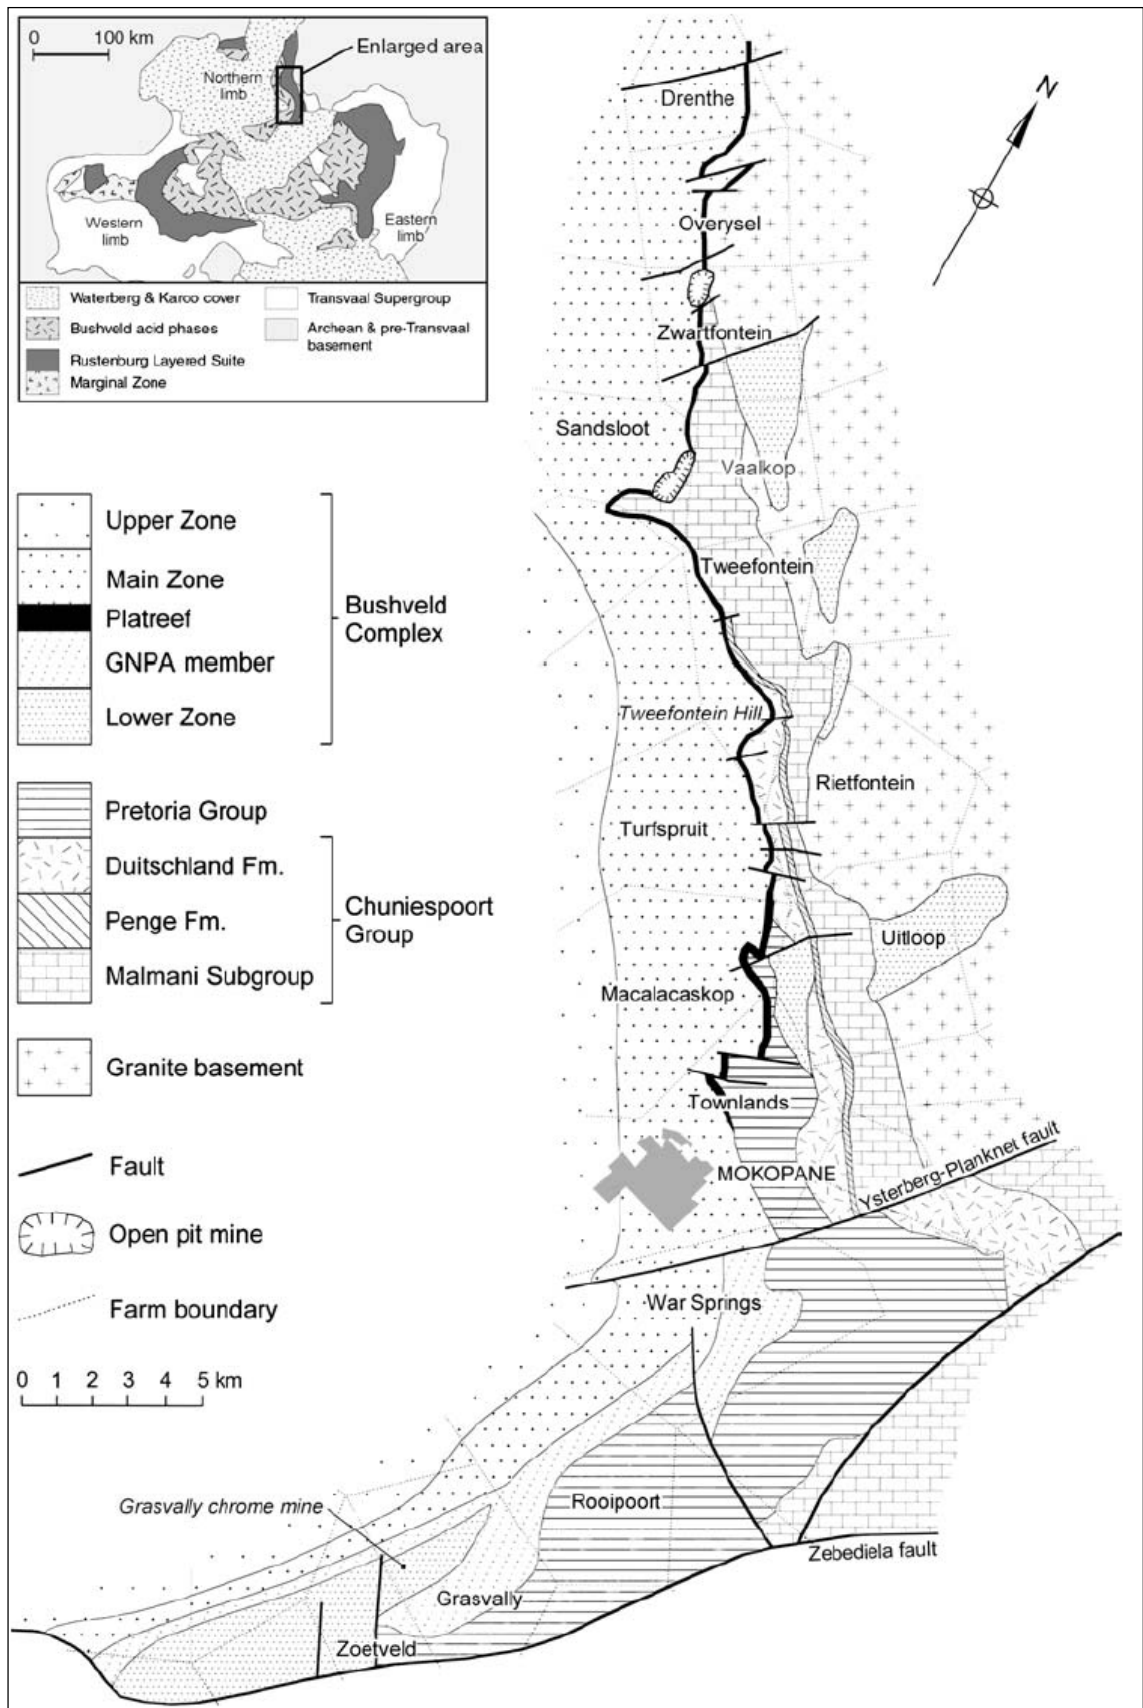 0 100 km
Enlarged area
Northern
limb
Western
limb
Eastern
limb
Waterberg & Karoo cover
Transvaal Supergroup
Bushveld acid phases
Archean & pre-Transvaal
basement
Rustenburg Layered Suite
Marginal Zone
N
Drenthe
Overysel
Zwartfontein
Sandsloot
Vaalkop
Tweefontein
Tweefontein Hill
Rietfontein
Turfspruit
Uitloop
Macalacaskop
Townlands
MOKOPANE
Ysterberg-Planknet fault
War Springs
Rooipoort
Grasvally chrome mine
Zebediela fault
Grasvally
Zoetveld
Upper Zone
Main Zone
Platreef
GNPA member
Lower Zone
Bushveld
Complex
Pretoria Group
Duitschland Fm.
Penge Fm.
Malmani Subgroup
Chuniespoort
Group
Granite basement
Fault
Open pit mine
Farm boundary
0 1 2 3 4 5 km